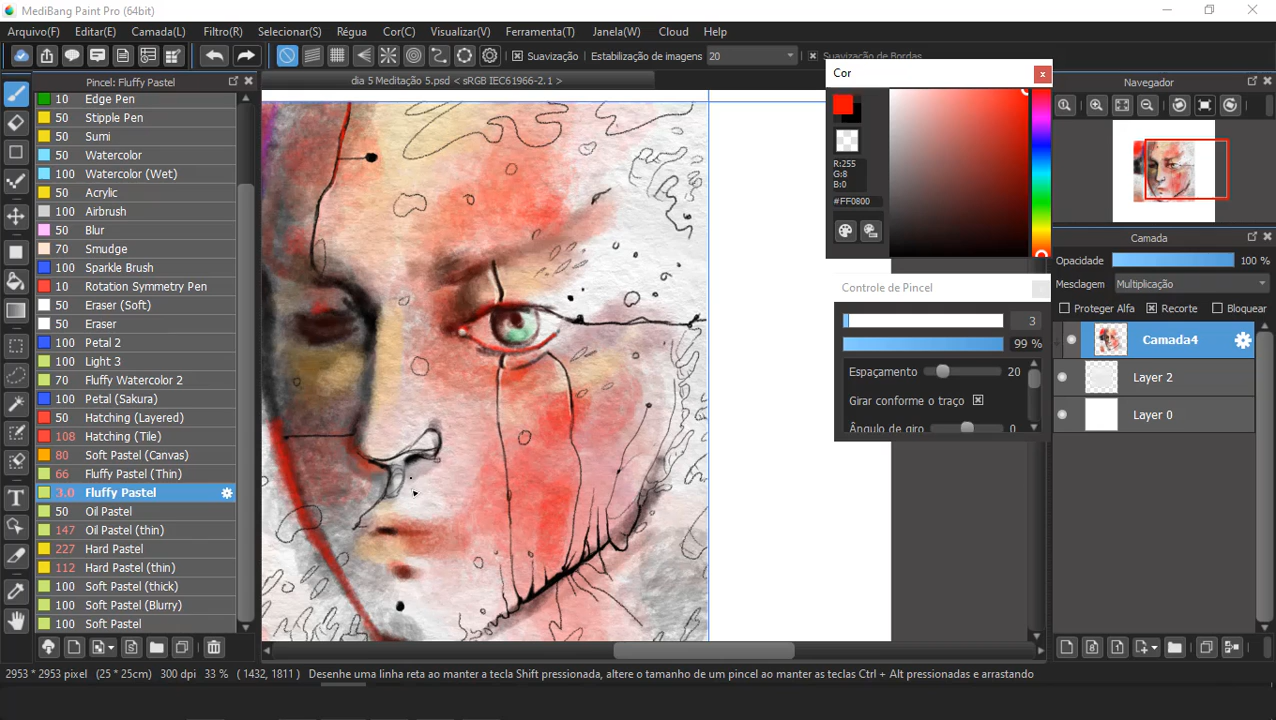 MediBang Paint Pro (64bit)
Arquivo(F) Editar(E) Camada(L) Filtro(R) Selecionar(S) Régua Cor(C) Visualizar(V) Ferramenta(T) Janela(W) Cloud Help
Suavização Estabilização de imagens 20 Suavização de Bordas
Pincel: Fluffy Pastel
dia 5 Meditação 5.psd < sRGB IEC61966-2.1 >
10 Edge Pen
50 Stipple Pen
50 Sumi
50 Watercolor
100 Watercolor (Wet)
50 Acrylic
100 Airbrush
50 Blur
70 Smudge
100 Sparkle Brush
10 Rotation Symmetry Pen
50 Eraser (Soft)
50 Eraser
100 Petal 2
100 Light 3
70 Fluffy Watercolor 2
100 Petal (Sakura)
50 Hatching (Layered)
108 Hatching (Tile)
80 Soft Pastel (Canvas)
66 Fluffy Pastel (Thin)
3.0 Fluffy Pastel
50 Oil Pastel
147 Oil Pastel (thin)
227 Hard Pastel
112 Hard Pastel (thin)
100 Soft Pastel (thick)
100 Soft Pastel (Blurry)
100 Soft Pastel
Cor
R:255
G:8
B:0
#FF0800
Controle de Pincel
3
99 %
Espaçamento 20
Girar conforme o traço
Ângulo de giro 0
Navegador
Camada
Opacidade 100 %
Mesclagem Multiplicação
Proteger Alfa Recorte Bloquear
Camada4
Layer 2
Layer 0
2953 * 2953 pixel (25 * 25cm) 300 dpi 33 % ( 1432, 1811 ) Desenhe uma linha reta ao manter a tecla Shift pressionada, altere o tamanho de um pincel ao manter as teclas Ctrl + Alt pressionadas e arrastando